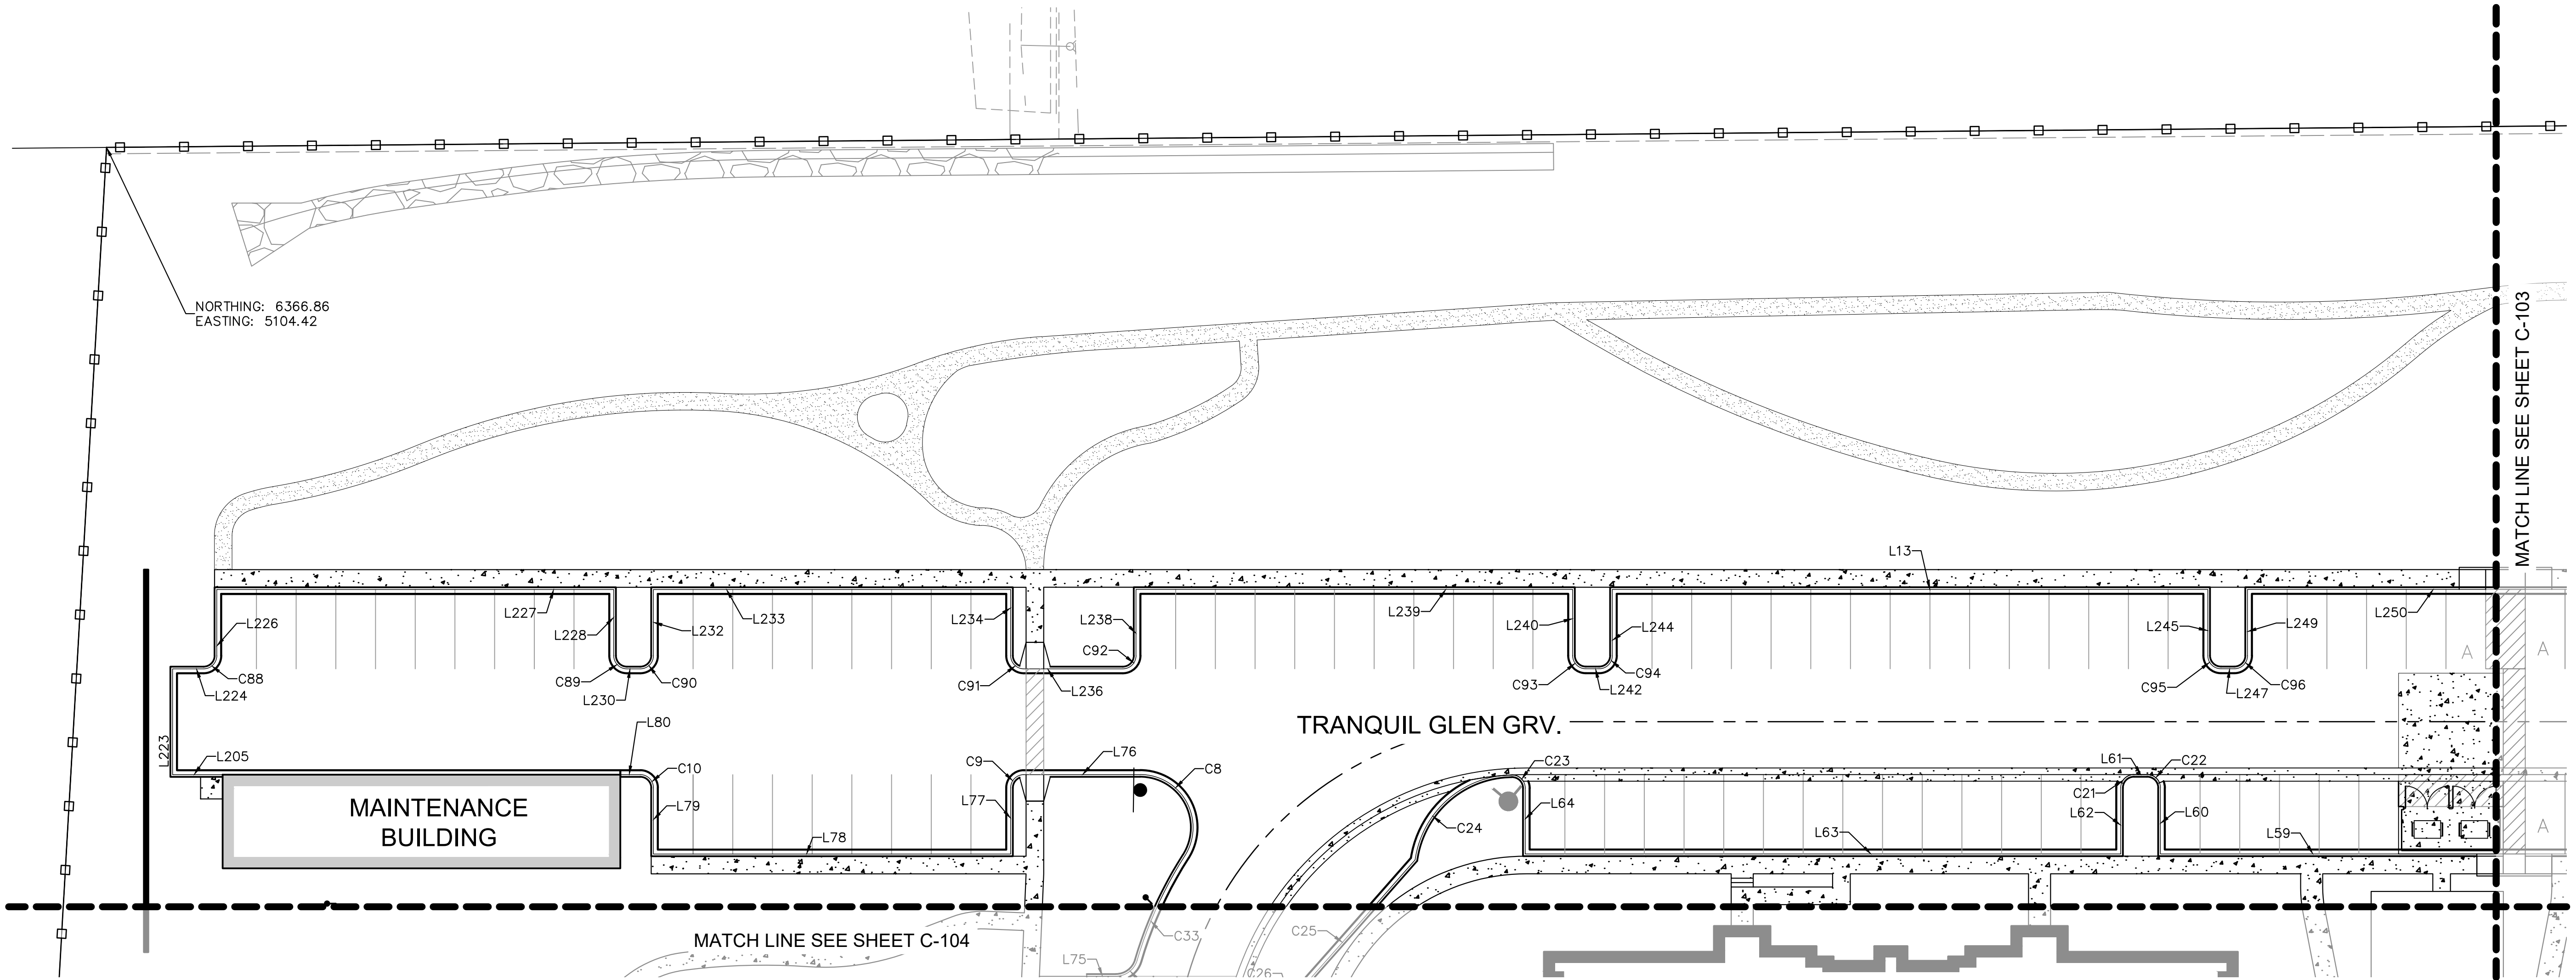 NORTHING: 6366.86
EASTING: 5104.42
MATCH LINE SEE SHEET C-103
L13
L227
L233
L239
L250
L226
L228
L232
L234
L238
L240
L244
L245
L249
C88
L224
C89
L230
C90
C91
C92
L236
C93
L242
C94
C95
L247
C96
A
A
TRANQUIL GLEN GRV.
L223
L205
L80
C10
C9
L76
C8
C23
L61
C22
MAINTENANCE
BUILDING
L79
L77
L78
C24
L64
L63
C21
L62
L60
L59
A
MATCH LINE SEE SHEET C-104
L75
C33
C25
C26